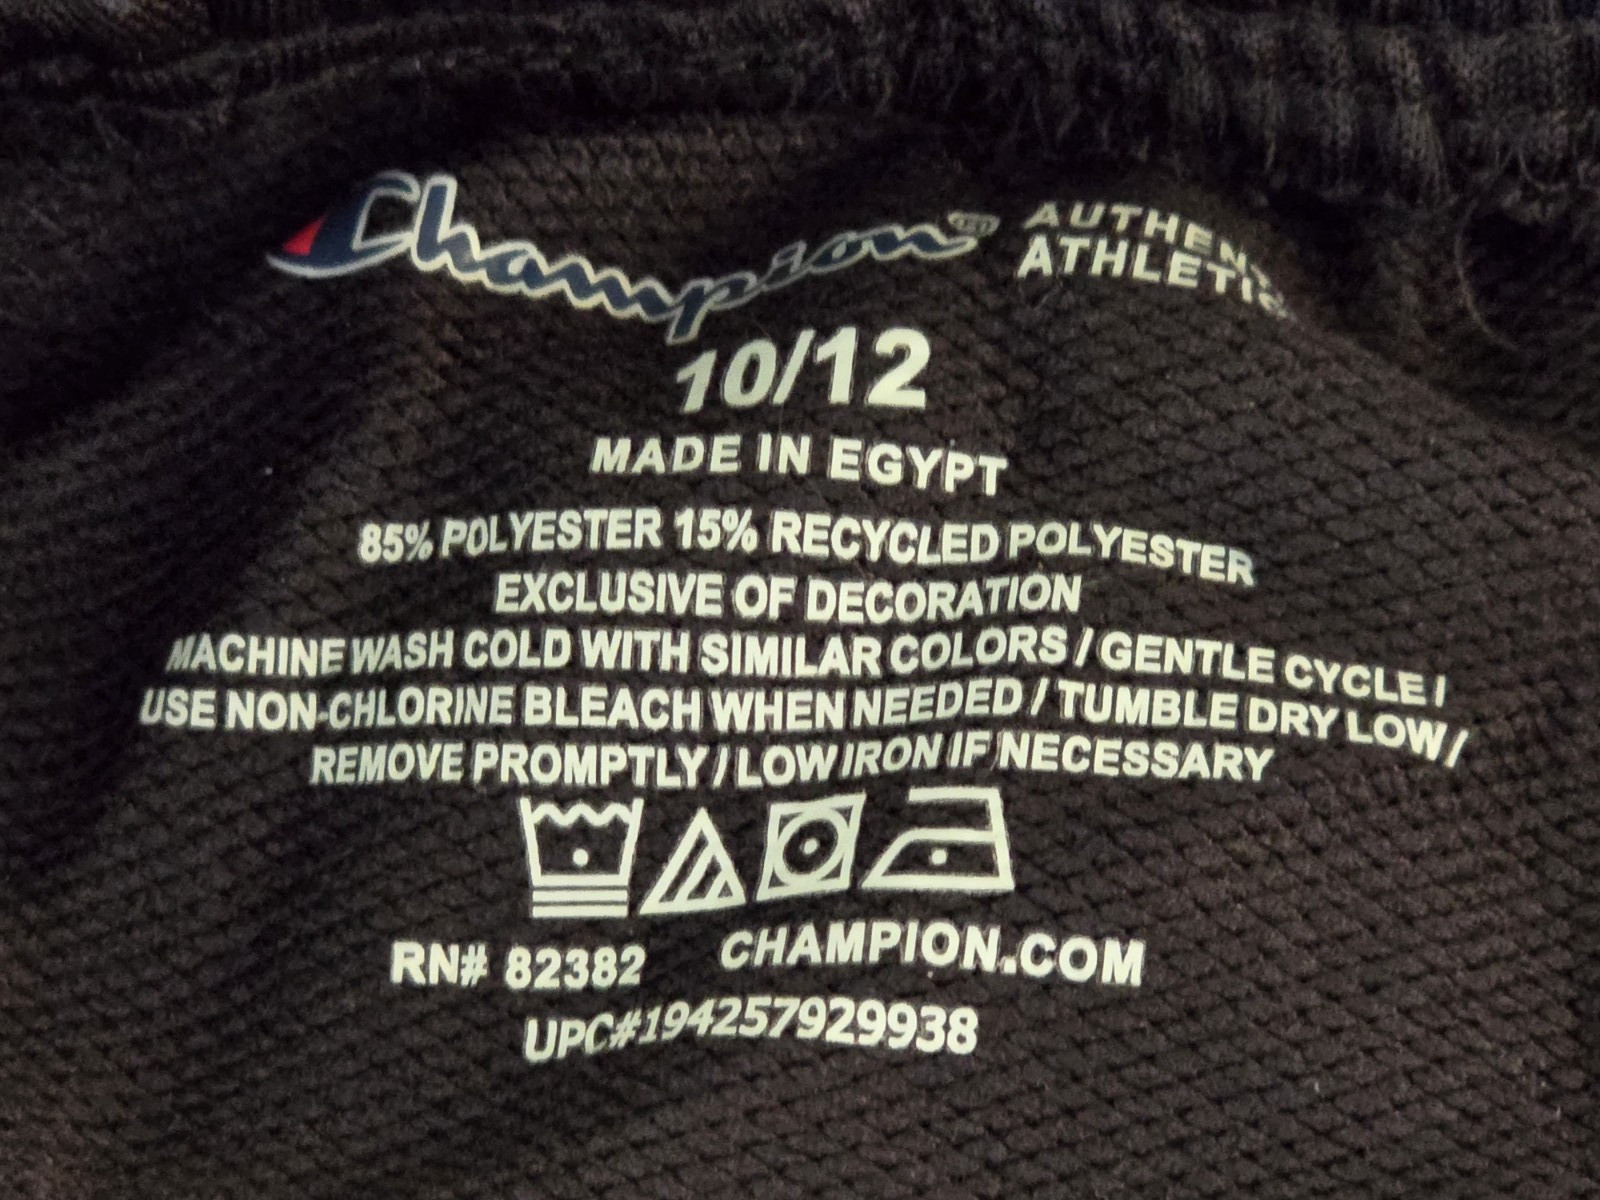 Champion AUTHENTIC
ATHLETIC
10/12
MADE IN EGYPT
85% POLYESTER 15% RECYCLED POLYESTER
EXCLUSIVE OF DECORATION
MACHINE WASH COLD WITH SIMILAR COLORS / GENTLE CYCLE /
USE NON-CHLORINE BLEACH WHEN NEEDED / TUMBLE DRY LOW /
REMOVE PROMPTLY / LOW IRON IF NECESSARY
RN# 82382 CHAMPION.COM
UPC#194257929938